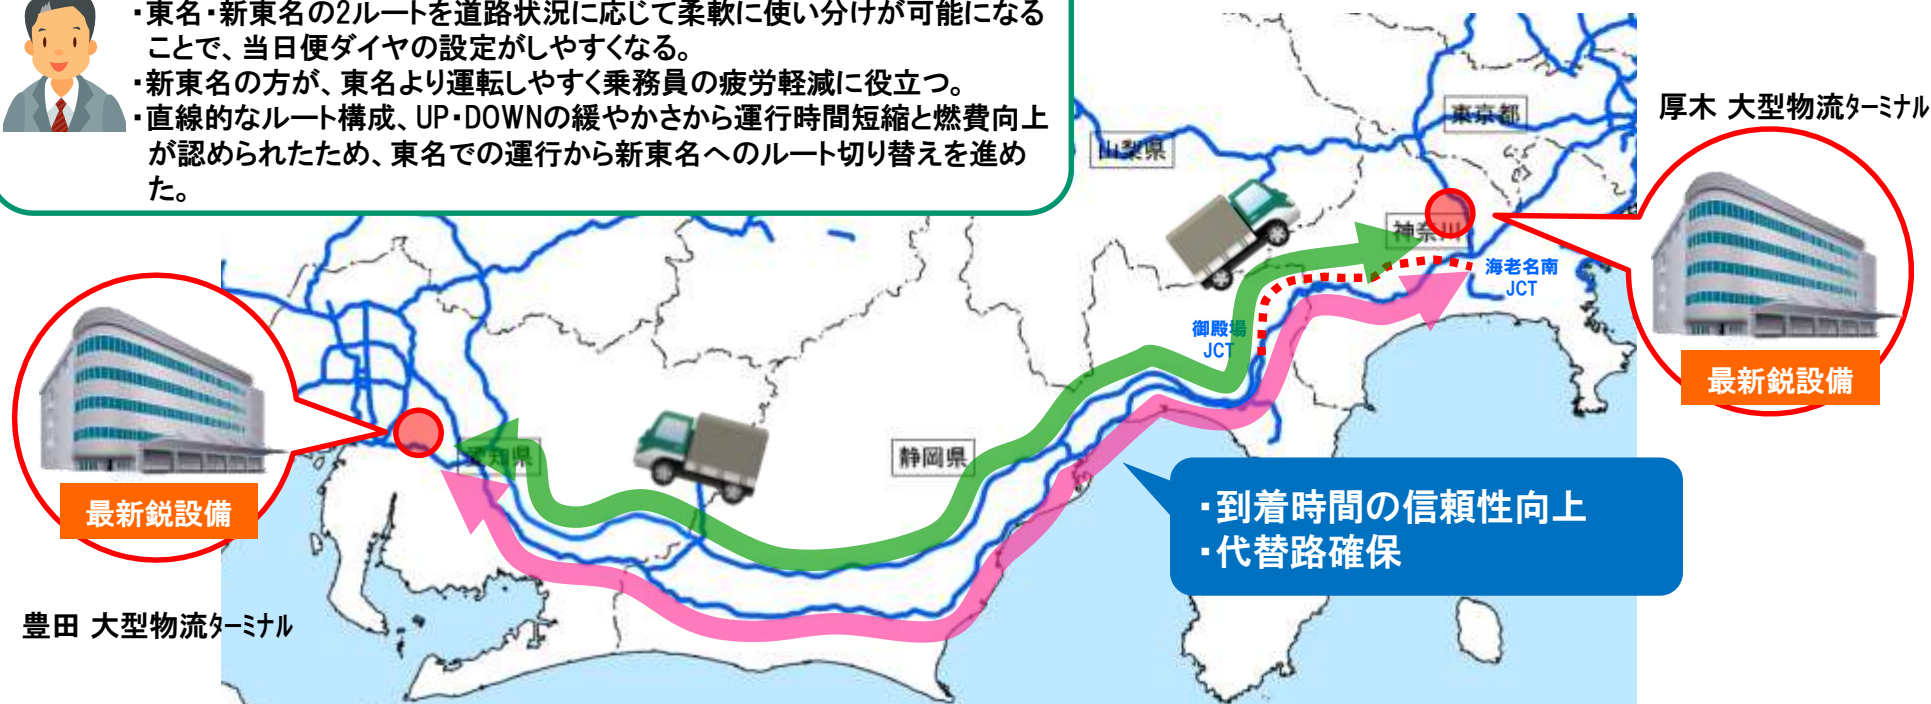 ・東名・新東名の2ルートを道路状況に応じて柔軟に使い分けが可能になる
ことで、当日便ダイヤの設定がしやすくなる。
・新東名の方が、東名より運転しやすく乗務員の疲労軽減に役立つ。
・直線的なルート構成、UP・DOWNの緩やかさから運行時間短縮と燃費向上
が認められたため、東名での運行から新東名へのルート切り替えを進め
た。
東京都
厚木 大型物流ターミナル
山梨県
神奈川
海老名南
JCT
御殿場
JCT
最新鋭設備
愛知県
静岡県
最新鋭設備
・到着時間の信頼性向上
・代替路確保
豊田 大型物流ターミナル